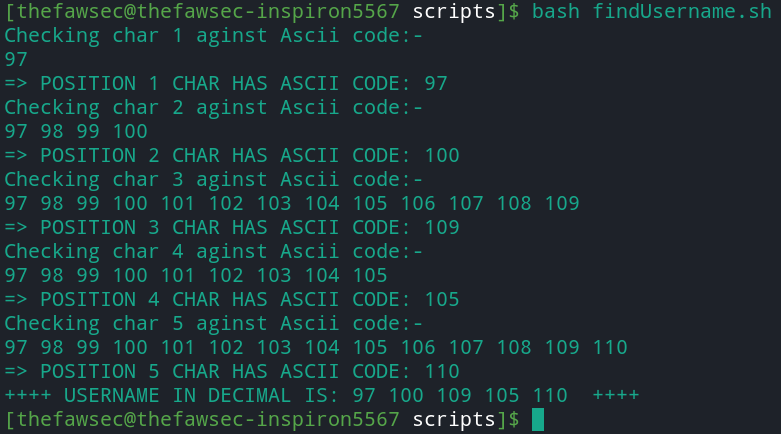 [thefawsec@thefawsec-inspiron5567 scripts]$ bash findUsername.sh
Checking char 1 aginst Ascii code:-
97
=> POSITION 1 CHAR HAS ASCII CODE: 97
Checking char 2 aginst Ascii code:-
97 98 99 100
=> POSITION 2 CHAR HAS ASCII CODE: 100
Checking char 3 aginst Ascii code:-
97 98 99 100 101 102 103 104 105 106 107 108 109
=> POSITION 3 CHAR HAS ASCII CODE: 109
Checking char 4 aginst Ascii code:-
97 98 99 100 101 102 103 104 105
=> POSITION 4 CHAR HAS ASCII CODE: 105
Checking char 5 aginst Ascii code:-
97 98 99 100 101 102 103 104 105 106 107 108 109 110
=> POSITION 5 CHAR HAS ASCII CODE: 110
++++ USERNAME IN DECIMAL IS: 97 100 109 105 110  ++++
[thefawsec@thefawsec-inspiron5567 scripts]$